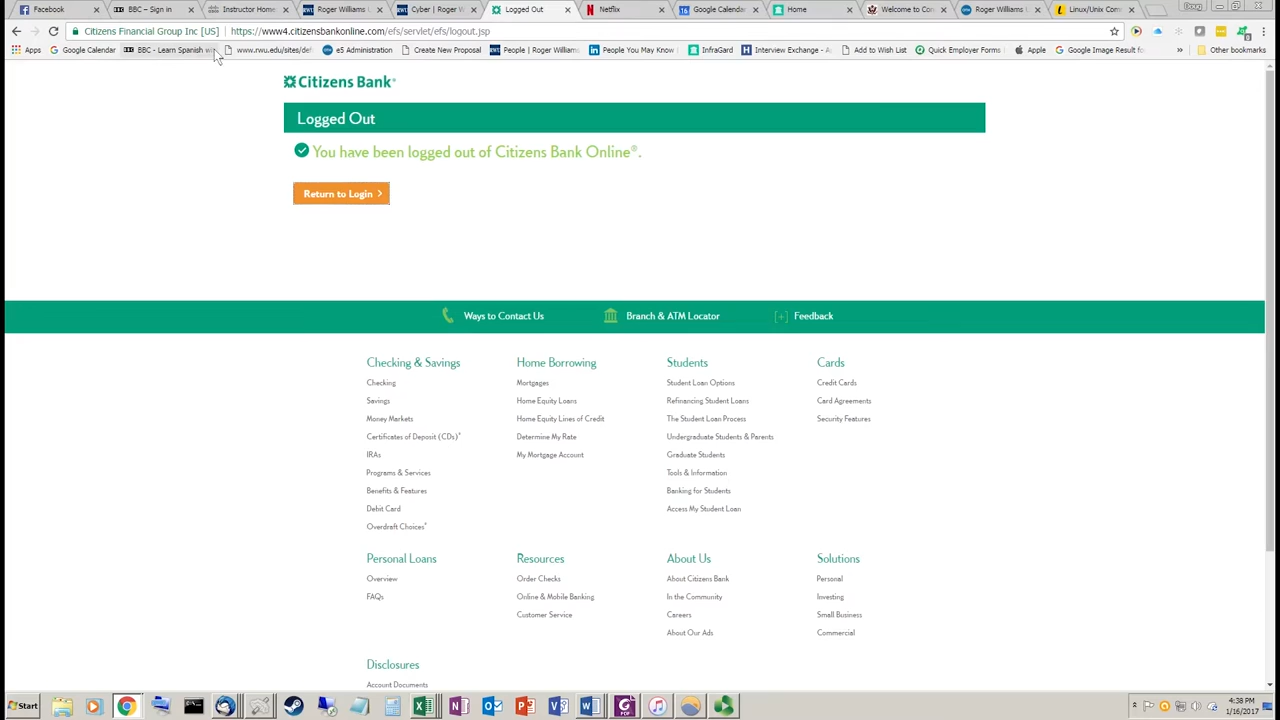 Facebook
BBC – Sign in
Instructor Home
Roger Williams U
Cyber | Roger W
Logged Out
Netflix
Google Calendar
Home
Welcome to Co
Roger Williams
Linux/Unix Com
Citizens Financial Group Inc [US]
https://www4.citizensbankonline.com/efs/servlet/efs/logout.jsp
Apps
Google Calendar
BBC - Learn Spanish wi
www.rwu.edu/sites/def
e5 Administration
Create New Proposal
People | Roger William
People You May Know
InfraGard
Interview Exchange -
Add to Wish List
Quick Employer Forms
Apple
Google Image Result fo
»
Other bookmarks
Citizens Bank®
Logged Out
You have been logged out of Citizens Bank Online®.
Return to Login
Ways to Contact Us
Branch & ATM Locator
[+] Feedback
Checking & Savings
Checking
Savings
Money Markets
Certificates of Deposit (CDs)*
IRAs
Programs & Services
Benefits & Features
Debit Card
Overdraft Choices*
Home Borrowing
Mortgages
Home Equity Loans
Home Equity Lines of Credit
Determine My Rate
My Mortgage Account
Students
Student Loan Options
Refinancing Student Loans
The Student Loan Process
Undergraduate Students & Parents
Graduate Students
Tools & Information
Banking for Students
Access My Student Loan
Cards
Credit Cards
Card Agreements
Security Features
Personal Loans
Overview
FAQs
Resources
Order Checks
Online & Mobile Banking
Customer Service
About Us
About Citizens Bank
In the Community
Careers
About Our Ads
Solutions
Personal
Investing
Small Business
Commercial
Disclosures
Account Documents
Start
4:38 PM
1/16/2017